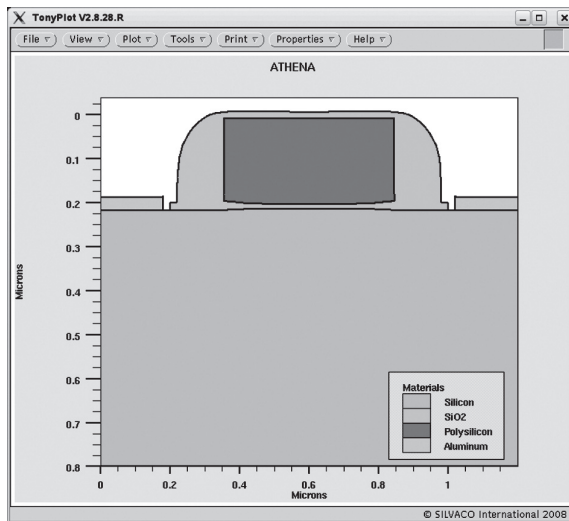 TonyPlot V2.8.28.R
File View Plot Tools Print Properties Help
ATHENA
0
0.1
0.2
0.3
0.4
0.5
0.6
0.7
0.8
Microns
Materials
Silicon
SiO2
Polysilicon
Aluminum
0 0.2 0.4 0.6 0.8 1
Microns
© SILVACO International 2008